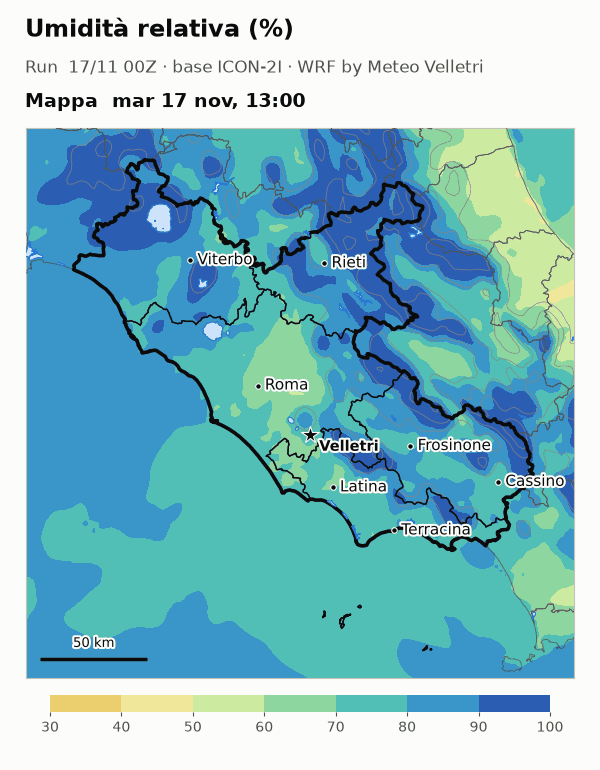 Umidità relativa (%)
Run  17/11 00Z · base ICON-2I · WRF by Meteo Velletri
Mappa  mar 17 nov, 13:00
Viterbo
Rieti
Roma
Velletri
Frosinone
Latina
Cassino
Terracina
50 km
30 40 50 60 70 80 90 100